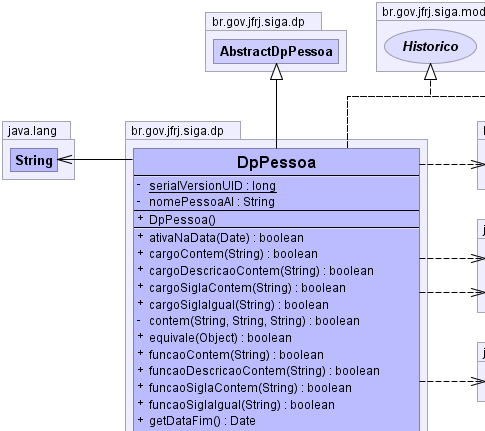 br.gov.jfrj.siga.dp
AbstractDpPessoa
br.gov.jfrj.siga.mod
Historico
java.lang
String
br.gov.jfrj.siga.dp
DpPessoa
- serialVersionUID : long
- nomePessoaAI : String
+ DpPessoa()
+ ativaNaData(Date) : boolean
+ cargoContem(String) : boolean
+ cargoDescricaoContem(String) : boolean
+ cargoSiglaContem(String) : boolean
+ cargoSiglaIgual(String) : boolean
- contem(String, String, String) : boolean
+ equivale(Object) : boolean
+ funcaoContem(String) : boolean
+ funcaoDescricaoContem(String) : boolean
+ funcaoSiglaContem(String) : boolean
+ funcaoSiglaIgual(String) : boolean
+ getDataFim() : Date